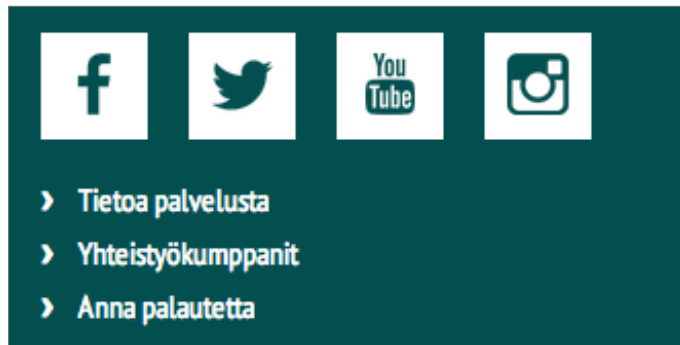 f
You
Tube
Tietoa palvelusta
Yhteistyökumppanit
Anna palautetta